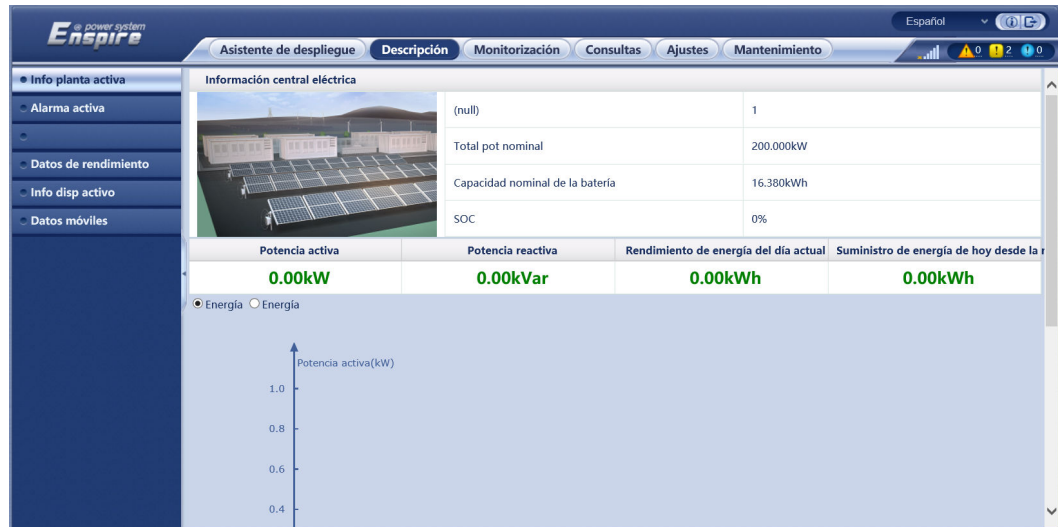 Enspire
e power system
Español
Asistente de despliegue
Descripción
Monitorización
Consultas
Ajustes
Mantenimiento
0
2
0
Info planta activa
Alarma activa
Datos de rendimiento
Info disp activo
Datos móviles
Información central eléctrica
(null) 1
Total pot nominal 200.000kW
Capacidad nominal de la batería 16.380kWh
SOC 0%
Potencia activa Potencia reactiva Rendimiento de energía del día actual Suministro de energía de hoy desde la r
0.00kW 0.00kVar 0.00kWh 0.00kWh
Energía Energía
Potencia activa(kW)
1.0
0.8
0.6
0.4